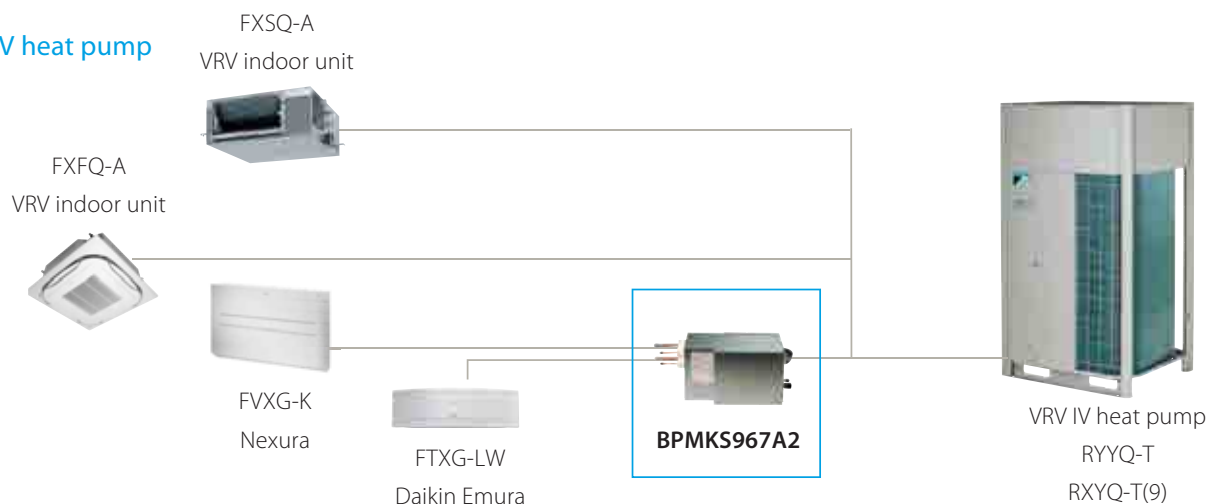 V heat pump
FXSQ-A
VRV indoor unit
FXFQ-A
VRV indoor unit
FVXG-K
Nexura
FTXG-LW
Daikin Emura
BPMKS967A2
VRV IV heat pump
RYYQ-T
RXYQ-T(9)